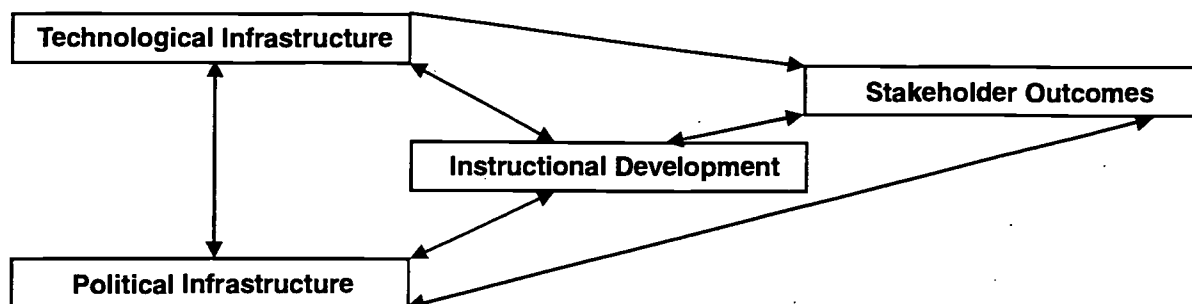 Technological Infrastructure
Stakeholder Outcomes
Instructional Development
Political Infrastructure